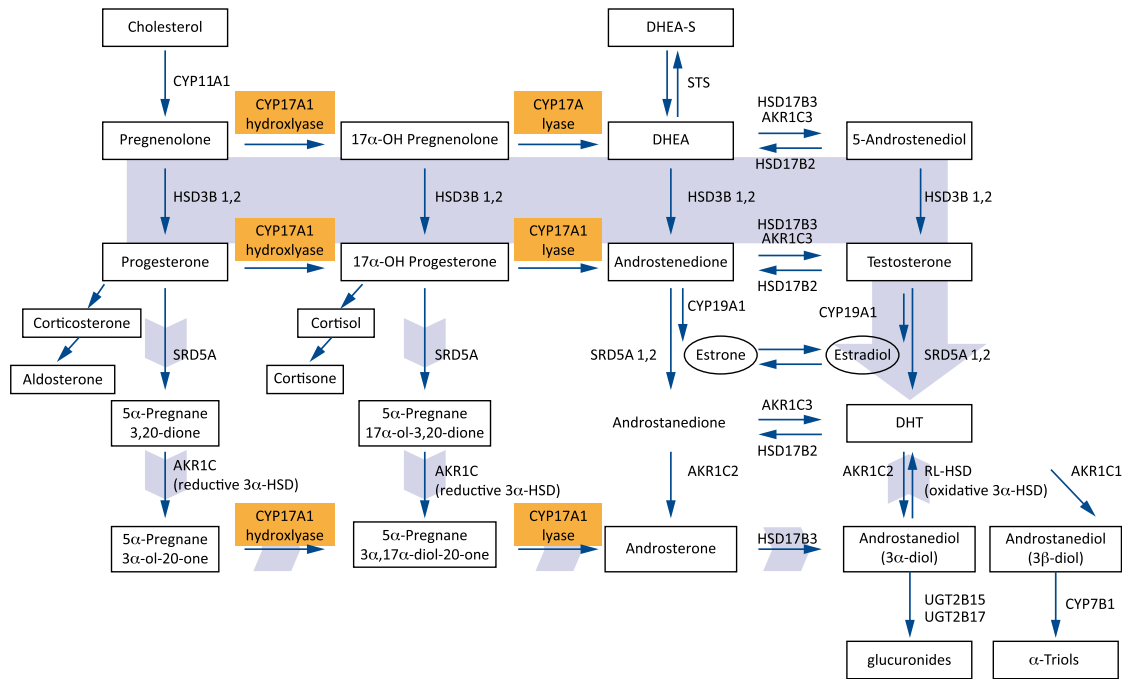 Cholesterol
DHEA-S
CYP11A1
STS
CYP17A1
hydroxlyase
CYP17A
lyase
HSD17B3
AKR1C3
Pregnenolone
17α-OH Pregnenolone
DHEA
5-Androstenediol
HSD17B2
HSD3B 1,2
HSD3B 1,2
HSD3B 1,2
HSD3B 1,2
CYP17A1
hydroxlyase
CYP17A1
lyase
HSD17B3
AKR1C3
Progesterone
17α-OH Progesterone
Androstenedione
Testosterone
HSD17B2
CYP19A1
CYP19A1
Corticosterone
Cortisol
SRD5A
SRD5A
SRD5A 1,2
Estrone
Estradiol
SRD5A 1,2
Aldosterone
Cortisone
5α-Pregnane
3,20-dione
5α-Pregnane
17α-ol-3,20-dione
Androstanedione
AKR1C3
HSD17B2
DHT
AKR1C
(reductive 3α-HSD)
AKR1C
(reductive 3α-HSD)
AKR1C2
AKR1C2
RL-HSD
(oxidative 3α-HSD)
AKR1C1
CYP17A1
hydroxlyase
CYP17A1
lyase
5α-Pregnane
3α-ol-20-one
5α-Pregnane
3α,17α-diol-20-one
Androsterone
HSD17B3
Androstanediol
(3α-diol)
Androstanediol
(3β-diol)
UGT2B15
UGT2B17
CYP7B1
glucuronides
α-Triols